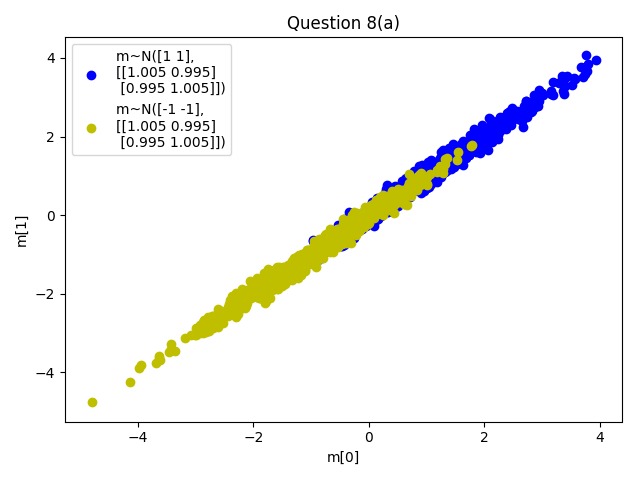 Question 8(a)
m~N([1 1],
[[1.005 0.995]
[0.995 1.005]])
m~N([-1 -1],
[[1.005 0.995]
[0.995 1.005]])
4
2
0
−2
−4
m[1]
−4
−2
0
2
4
m[0]